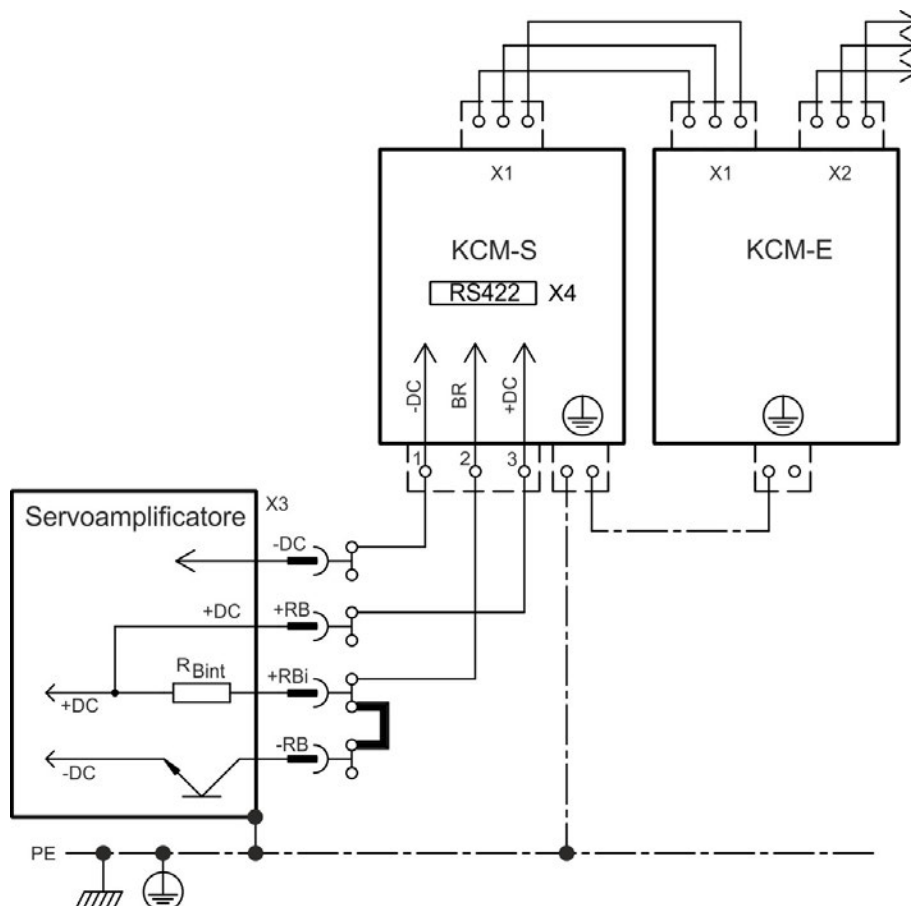 X1
X1
X2
KCM-S
KCM-E
RS422
X4
-DC
BR
+DC
1
2
3
X3
Servoamplificatore
-DC
+DC
+RB
RBint
+RBi
+DC
-RB
-DC
PE